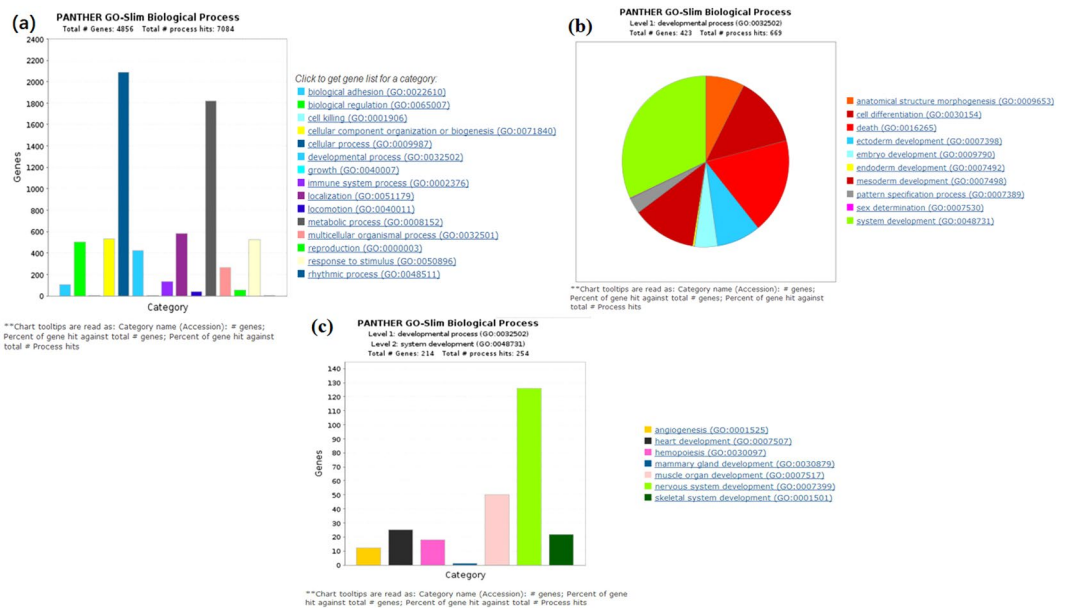 (a)
PANTHER GO-Slim Biological Process
Total # Genes: 4856 Total # process hits: 7084
2400
2200
2000
1800
1600
1400
1200
1000
800
600
400
200
0
Genes
Category
Click to get gene list for a category:
biological adhesion (GO:0022610)
biological regulation (GO:0065007)
cell killing (GO:0001906)
cellular component organization or biogenesis (GO:0071840)
cellular process (GO:0009987)
developmental process (GO:0032502)
growth (GO:0040007)
immune system process (GO:0002376)
localization (GO:0051179)
locomotion (GO:0040011)
metabolic process (GO:0008152)
multicellular organismal process (GO:0032501)
reproduction (GO:0000003)
response to stimulus (GO:0050896)
rhythmic process (GO:0048511)
**Chart tooltips are read as: Category name (Accession): # genes;
Percent of gene hit against total # genes; Percent of gene hit against
total # Process hits
(b)
PANTHER GO-Slim Biological Process
Level 1: developmental process (GO:0032502)
Total # Genes: 423 Total # process hits: 669
anatomical structure morphogenesis (GO:0009653)
cell differentiation (GO:0030154)
death (GO:0016265)
ectoderm development (GO:0007398)
embryo development (GO:0009790)
endoderm development (GO:0007492)
mesoderm development (GO:0007498)
pattern specification process (GO:0007389)
sex determination (GO:0007530)
system development (GO:0048731)
**Chart tooltips are read as: Category name (Accession): # genes;
Percent of gene hit against total # genes; Percent of gene hit against
total # Process hits
(c)
PANTHER GO-Slim Biological Process
Level 1: developmental process (GO:0032502)
Level 2: system development (GO:0048731)
Total # Genes: 214 Total # process hits: 254
140
130
120
110
100
90
80
70
60
50
40
30
20
10
0
Genes
Category
angiogenesis (GO:0001525)
heart development (GO:0007507)
hemopoiesis (GO:0030097)
mammary gland development (GO:0030879)
muscle organ development (GO:0007517)
nervous system development (GO:0007399)
skeletal system development (GO:0001501)
**Chart tooltips are read as: Category name (Accession): # genes; Percent of gene
hit against total # genes; Percent of gene hit against total # Process hits